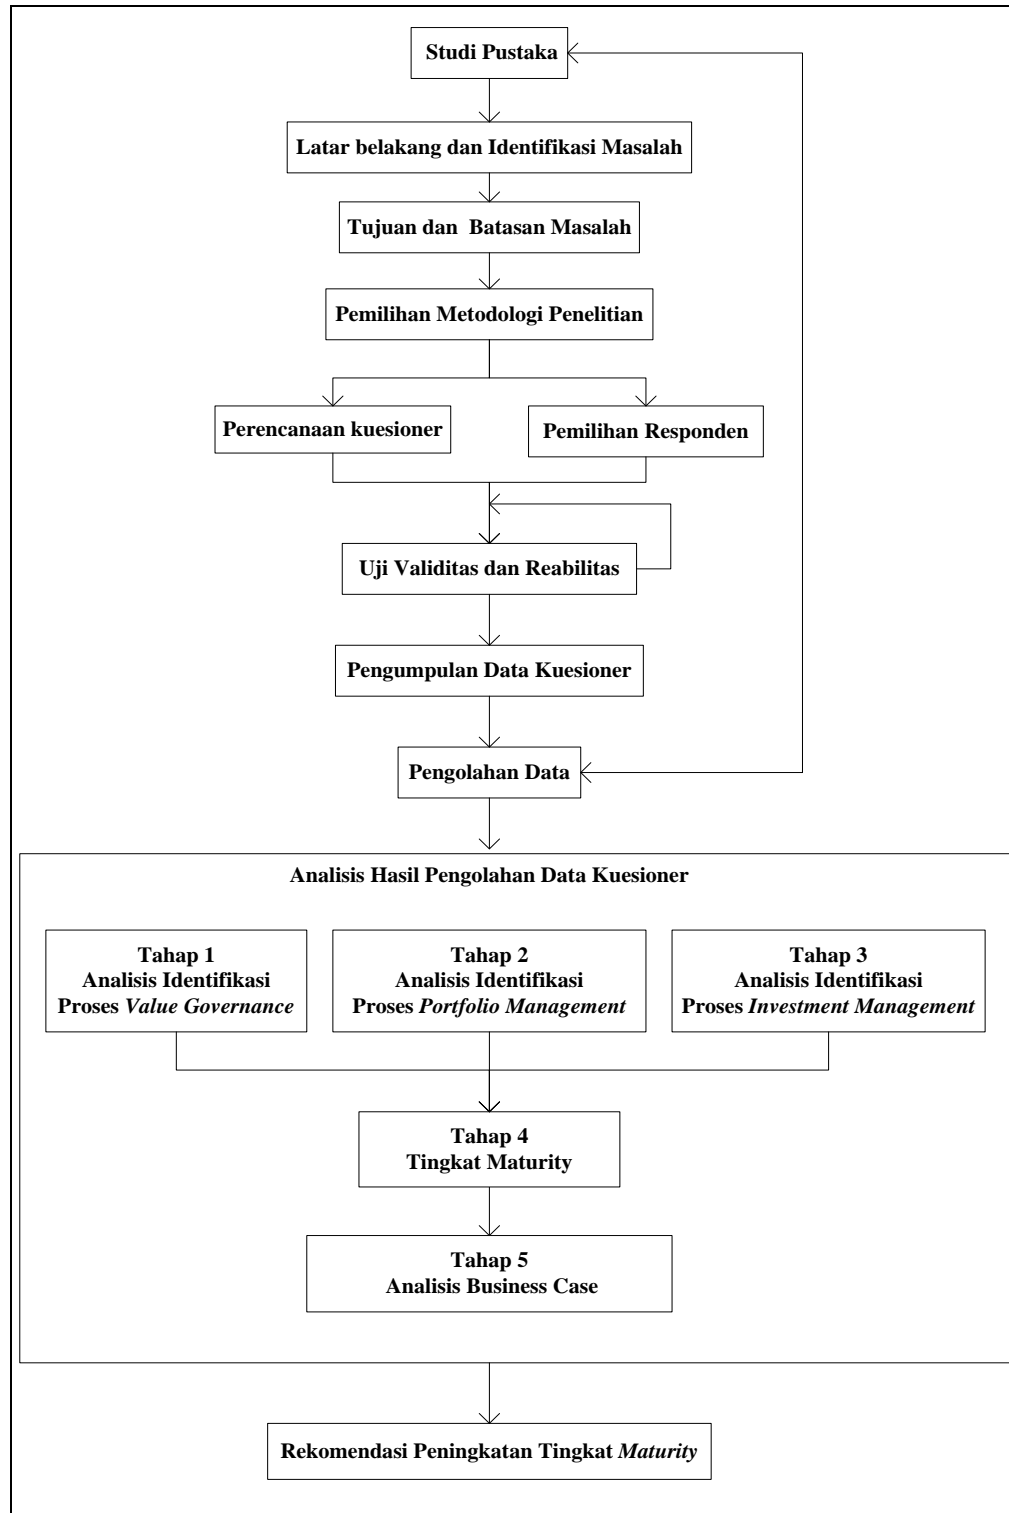 Studi Pustaka
Latar belakang dan Identifikasi Masalah
Tujuan dan Batasan Masalah
Pemilihan Metodologi Penelitian
Perencanaan kuesioner
Pemilihan Responden
Uji Validitas dan Reabilitas
Pengumpulan Data Kuesioner
Pengolahan Data
Analisis Hasil Pengolahan Data Kuesioner
Tahap 1
Analisis Identifikasi
Proses Value Governance
Tahap 2
Analisis Identifikasi
Proses Portfolio Management
Tahap 3
Analisis Identifikasi
Proses Investment Management
Tahap 4
Tingkat Maturity
Tahap 5
Analisis Business Case
Rekomendasi Peningkatan Tingkat Maturity